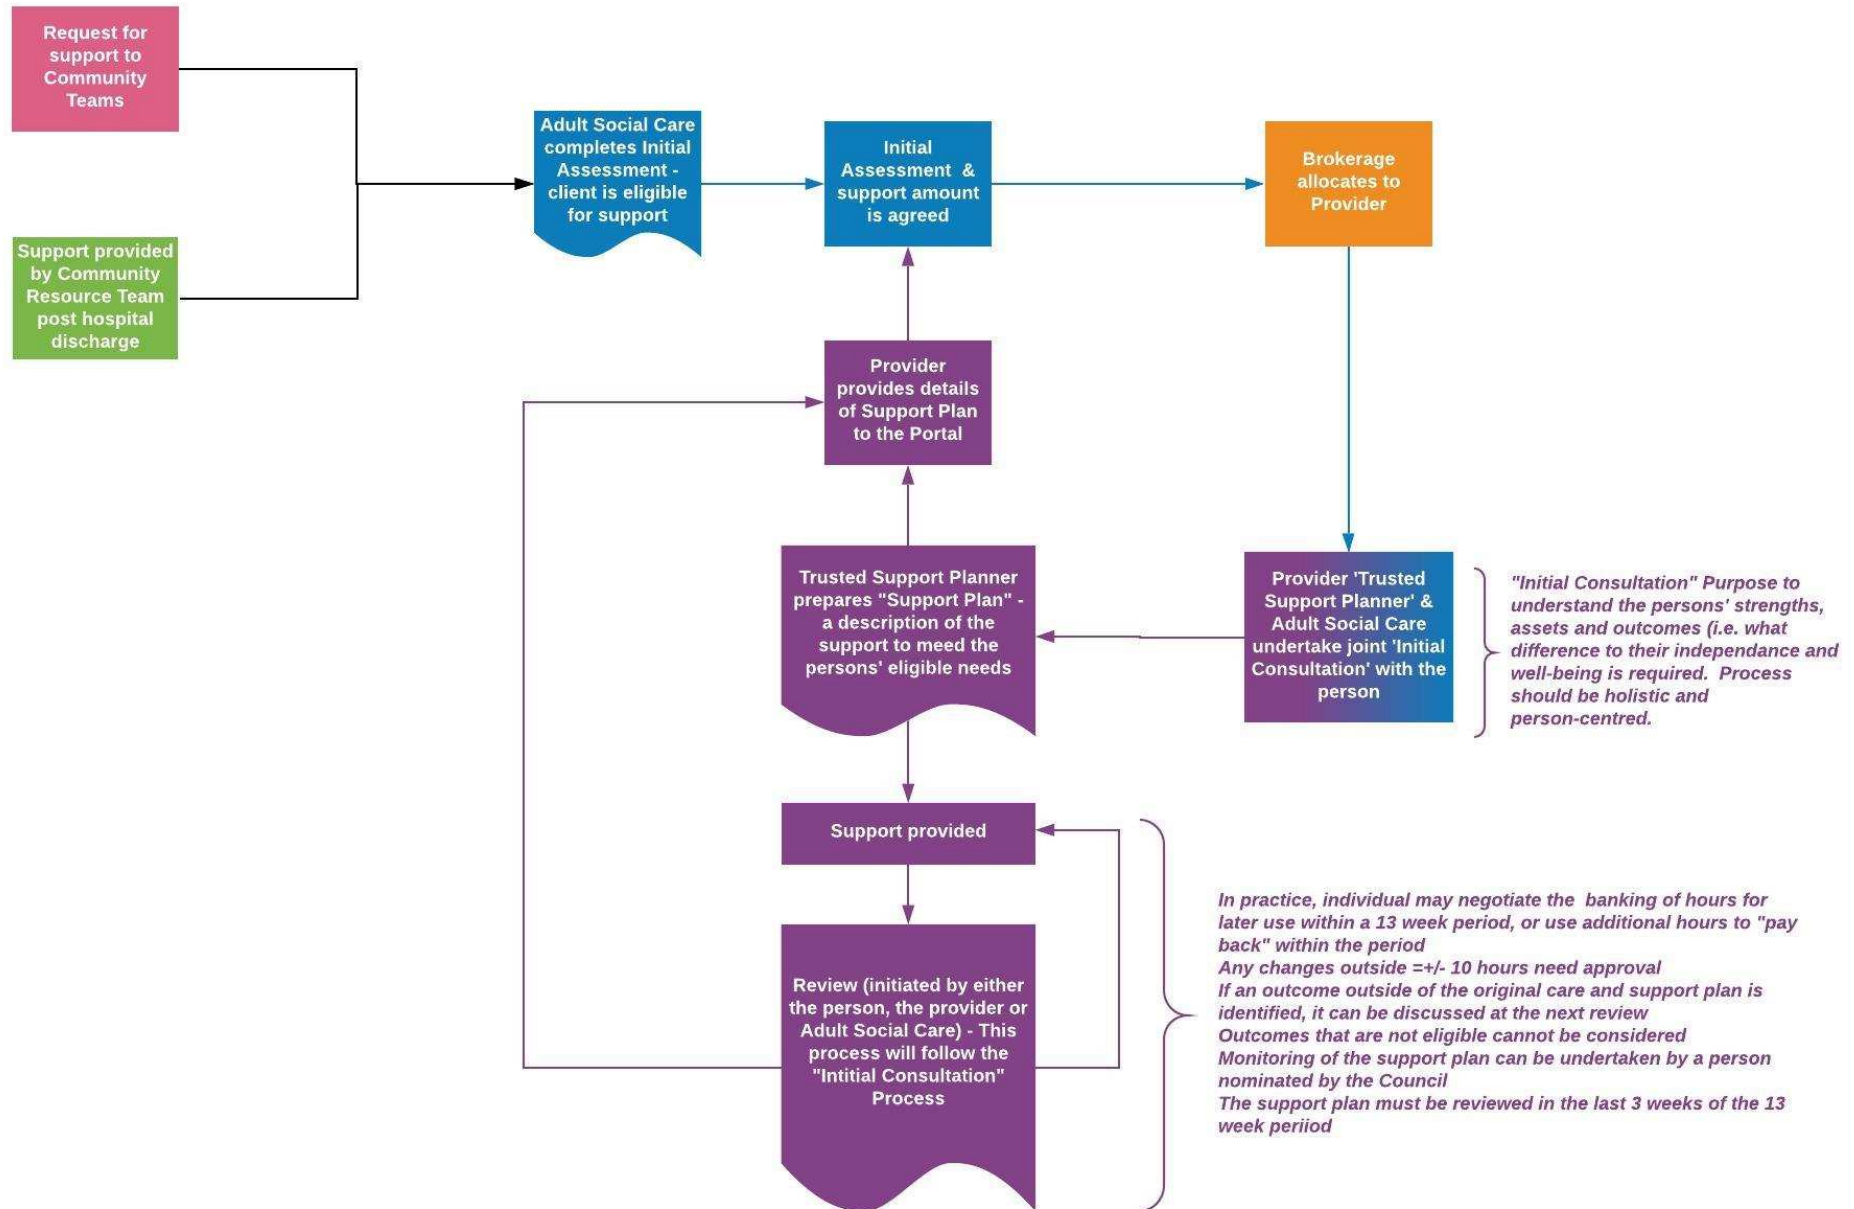 Request for
support to
Community
Teams
Support provided
by Community
Resource Team
post hospital
discharge
Adult Social Care
completes Initial
Assessment -
client is eligible
for support
Initial
Assessment &
support amount
is agreed
Brokerage
allocates to
Provider
Provider
provides details
of Support Plan
to the Portal
Trusted Support Planner
prepares "Support Plan" -
a description of the
support to meed the
persons' eligible needs
Provider 'Trusted
Support Planner' &
Adult Social Care
undertake joint 'Initial
Consultation' with the
person
"Initial Consultation" Purpose to
understand the persons' strengths,
assets and outcomes (i.e. what
difference to their independance and
well-being is required. Process
should be holistic and
person-centred.
Support provided
Review (initiated by either
the person, the provider or
Adult Social Care) - This
process will follow the
"Intitial Consultation"
Process
In practice, individual may negotiate the banking of hours for
later use within a 13 week period, or use additional hours to "pay
back" within the period
Any changes outside =+/- 10 hours need approval
If an outcome outside of the original care and support plan is
identified, it can be discussed at the next review
Outcomes that are not eligible cannot be considered
Monitoring of the support plan can be undertaken by a person
nominated by the Council
The support plan must be reviewed in the last 3 weeks of the 13
week periiod